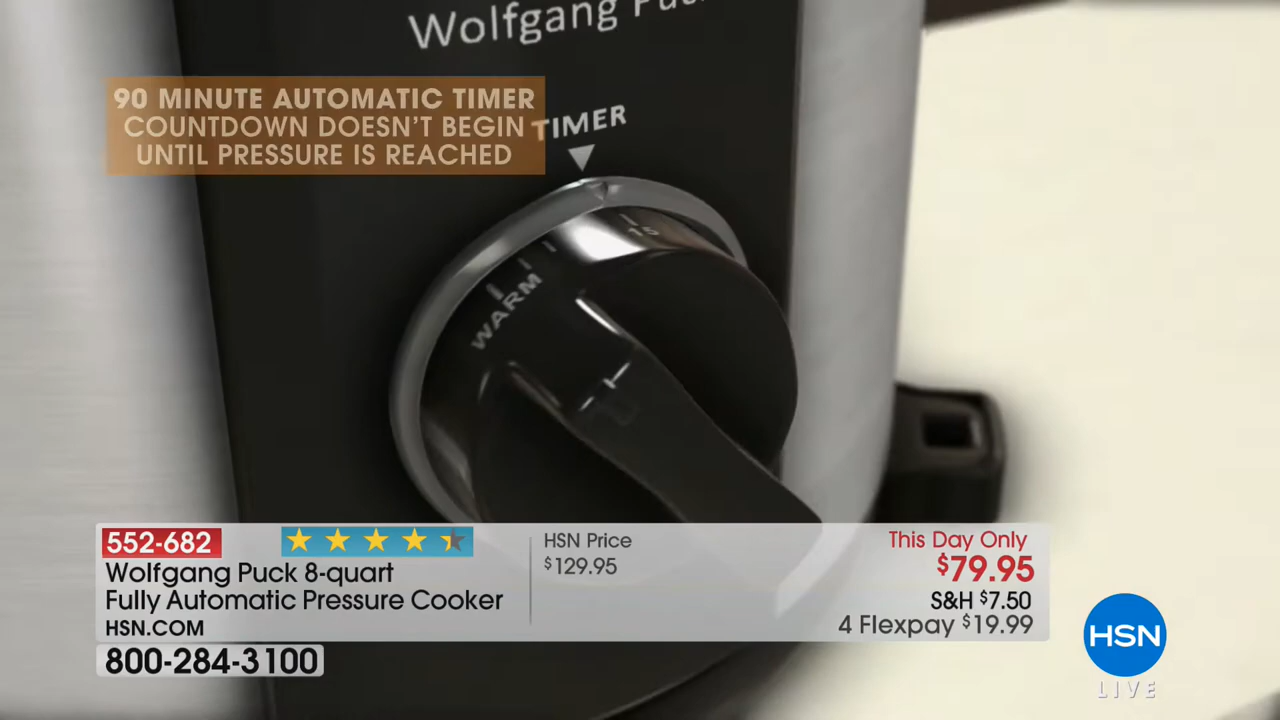 Wolfgang Puck
90 MINUTE AUTOMATIC TIMER
COUNTDOWN DOESN'T BEGIN
UNTIL PRESSURE IS REACHED
TIMER
15
WARM
552-682
Wolfgang Puck 8-quart
Fully Automatic Pressure Cooker
HSN.COM
800-284-3100
HSN Price
$129.95
This Day Only
$79.95
S&H $7.50
4 Flexpay $19.99
HSN
LIVE